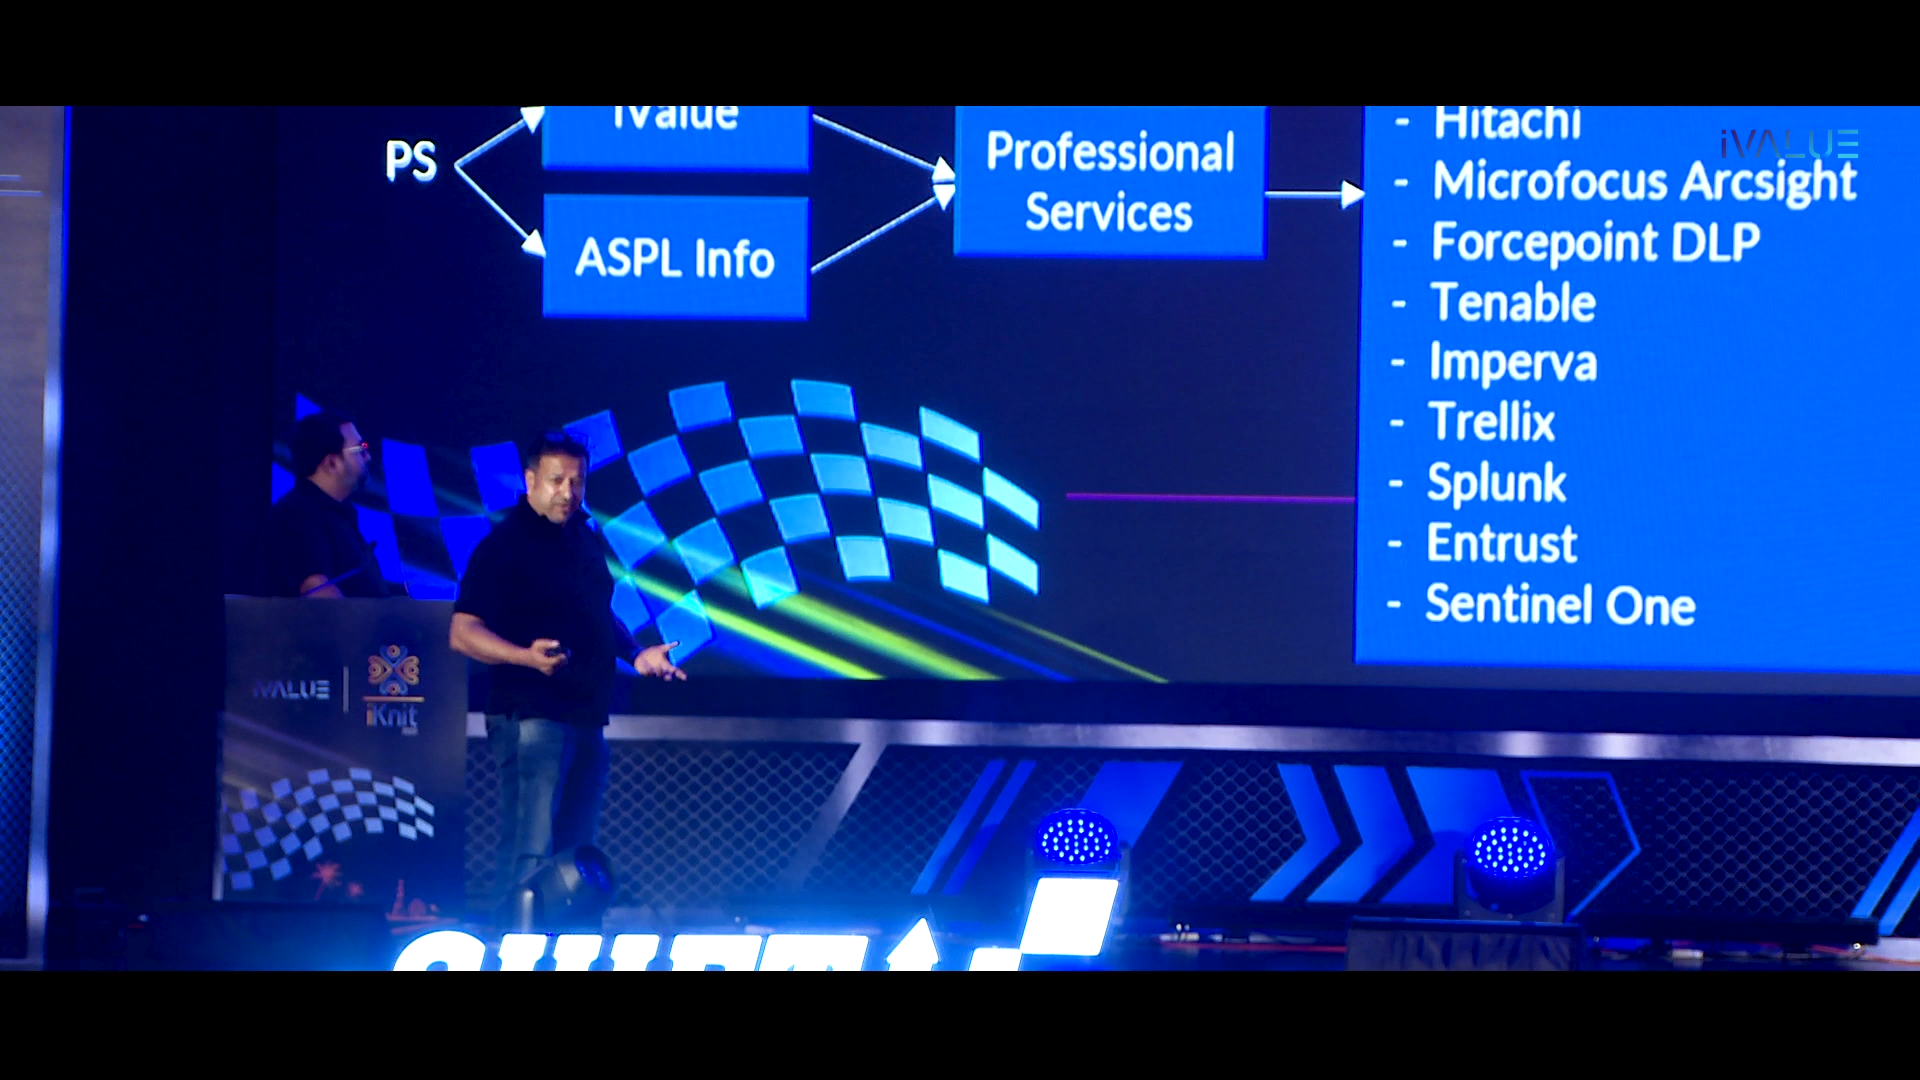 iValue
PS
ASPL Info
Professional
Services
- Hitachi
- Microfocus Arcsight
- Forcepoint DLP
- Tenable
- Imperva
- Trellix
- Splunk
- Entrust
- Sentinel One
iVALUE
iVALUE
iKnit